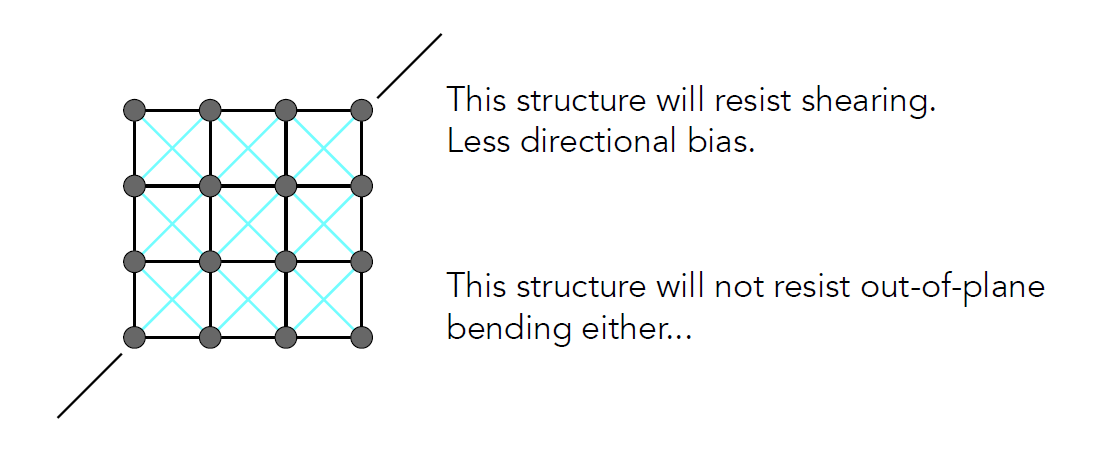 This structure will resist shearing.
Less directional bias.
This structure will not resist out-of-plane
bending either...